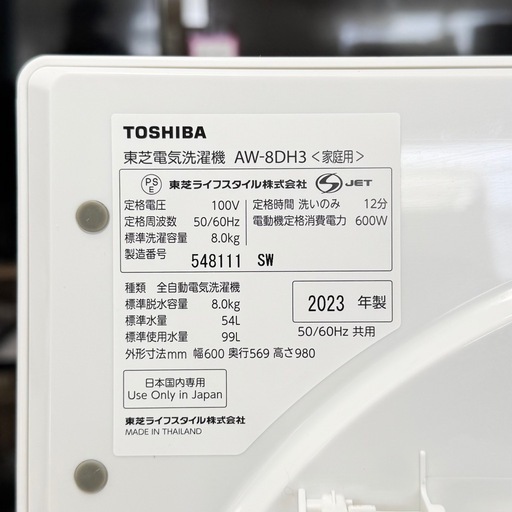 TOSHIBA
東芝電気洗濯機 AW-8DH3<家庭用>
PS E 東芝ライフスタイル株式会社 S JET
定格電圧 100V 定格時間 洗いのみ 12分
定格周波数 50/60Hz 電動機定格消費電力 600W
標準洗濯容量 8.0kg
製造番号 548111 SW
種類 全自動電気洗濯機
標準脱水容量 8.0kg 2023 年製
標準水量 54L
標準使用水量 99L 50/60Hz 共用
外形寸法mm 幅600 奥行569 高さ980
日本国内専用
Use Only in Japan
東芝ライフスタイル株式会社
MADE IN THAILAND